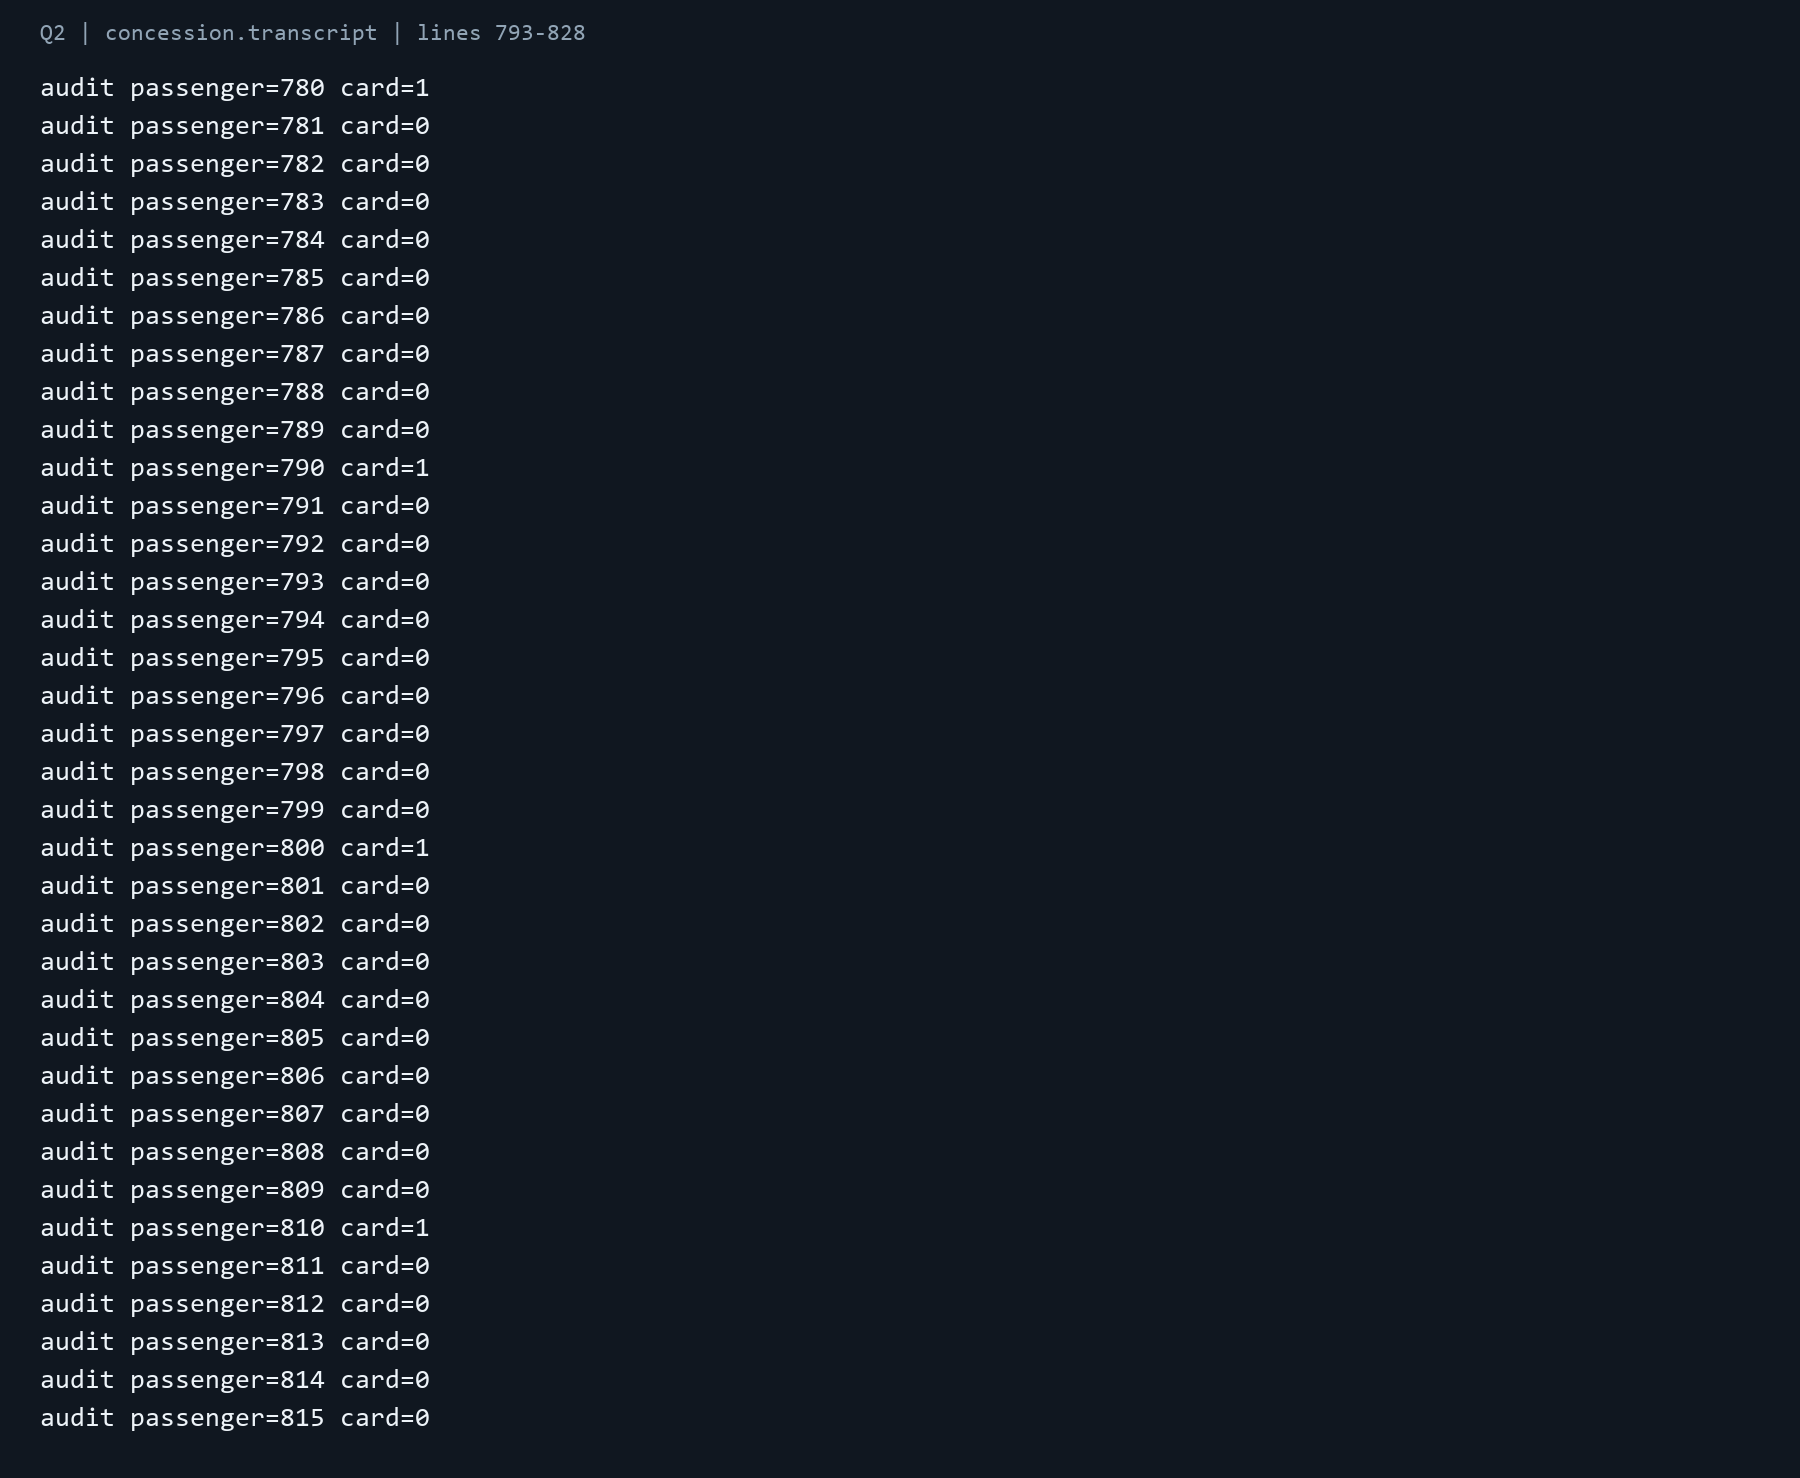 Q2 | concession.transcript | lines 793-828
audit passenger=780 card=1
audit passenger=781 card=0
audit passenger=782 card=0
audit passenger=783 card=0
audit passenger=784 card=0
audit passenger=785 card=0
audit passenger=786 card=0
audit passenger=787 card=0
audit passenger=788 card=0
audit passenger=789 card=0
audit passenger=790 card=1
audit passenger=791 card=0
audit passenger=792 card=0
audit passenger=793 card=0
audit passenger=794 card=0
audit passenger=795 card=0
audit passenger=796 card=0
audit passenger=797 card=0
audit passenger=798 card=0
audit passenger=799 card=0
audit passenger=800 card=1
audit passenger=801 card=0
audit passenger=802 card=0
audit passenger=803 card=0
audit passenger=804 card=0
audit passenger=805 card=0
audit passenger=806 card=0
audit passenger=807 card=0
audit passenger=808 card=0
audit passenger=809 card=0
audit passenger=810 card=1
audit passenger=811 card=0
audit passenger=812 card=0
audit passenger=813 card=0
audit passenger=814 card=0
audit passenger=815 card=0